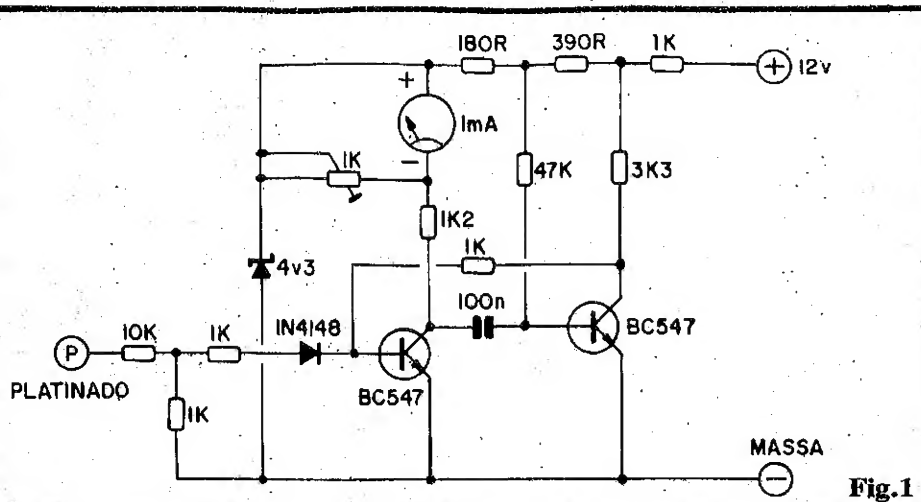 180R 390R 1K
+ 12v
+
1mA
-
1K
47K 3K3
1K2
1K
4v3
100n
1N4148
BC547
10K 1K
P
PLATINADO
BC547
1K
MASSA
-
Fig.1